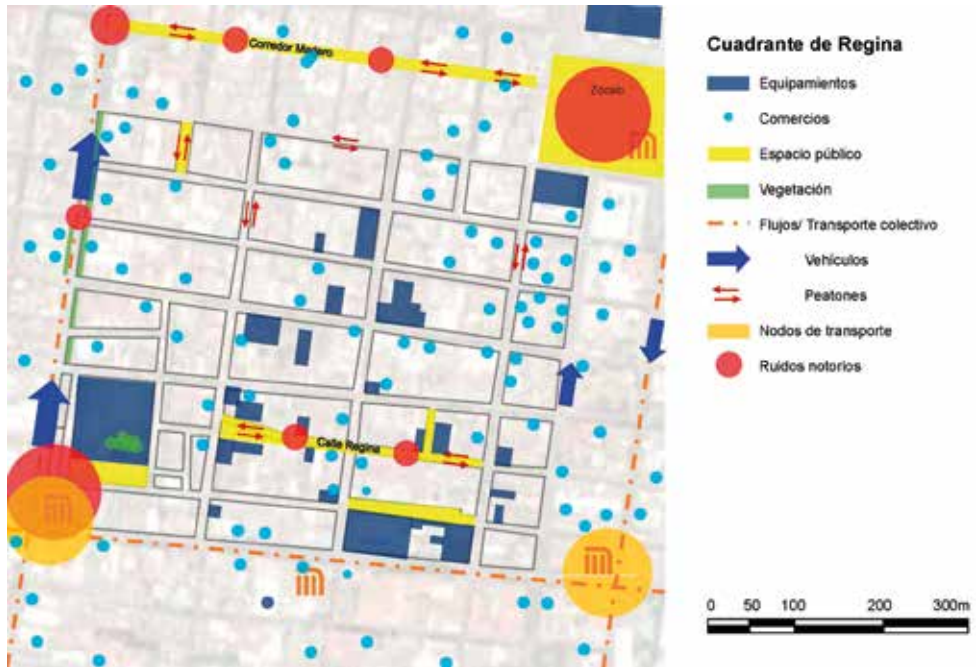 Corredor Madero
Zócalo
Calle Regina
Cuadrante de Regina
Equipamientos
Comercios
Espacio público
Vegetación
Flujos/ Transporte colectivo
Vehículos
Peatones
Nodos de transporte
Ruidos notorios
0 50 100 200 300m